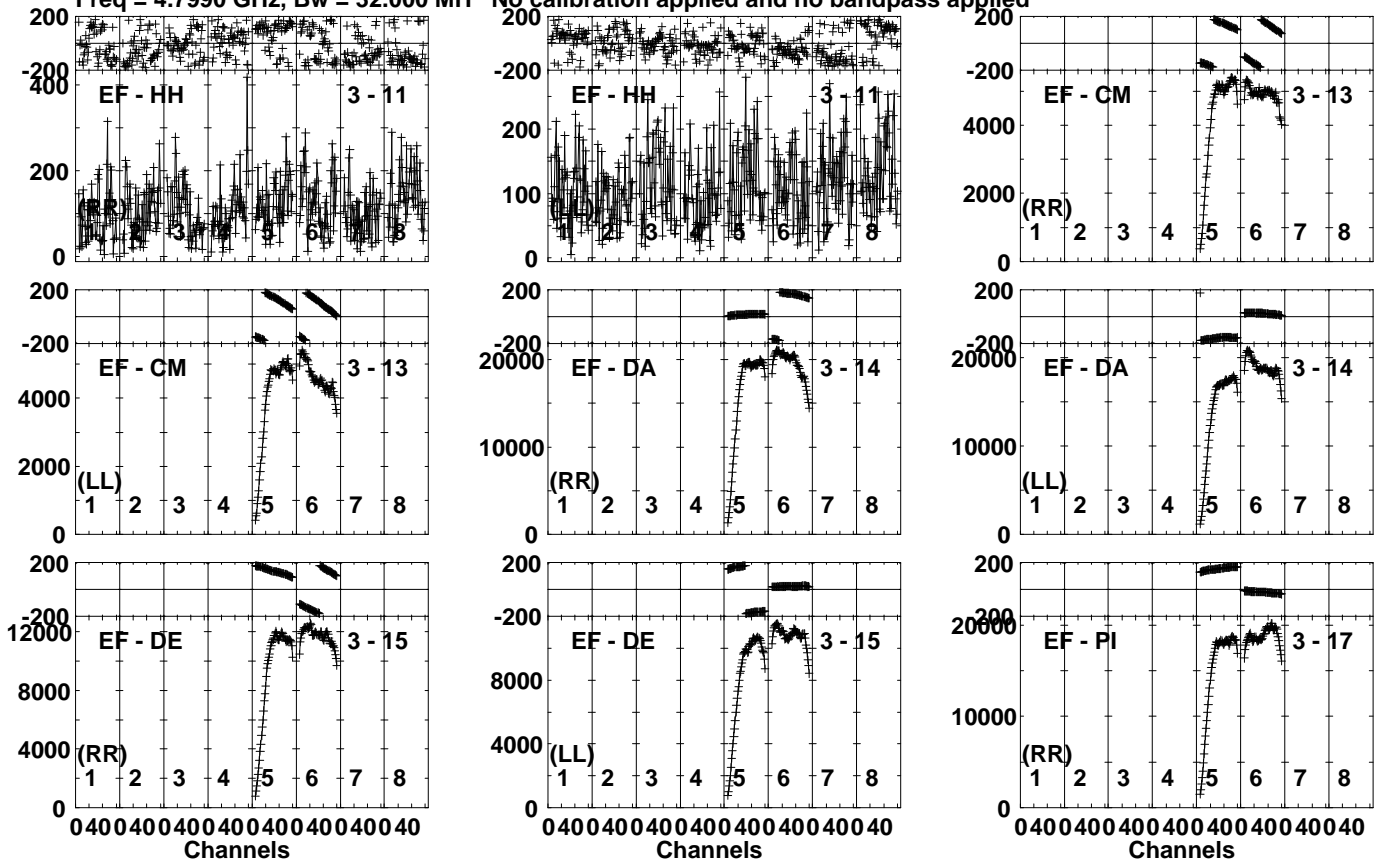 Freq = 4.7990 GHz, Bw = 32.000 MH No calibration applied and no bandpass applied
200
-200
400
200
0
EF - HH 3 - 11
(RR)
1 2 3 4 5 6 7 8
200
-200
200
100
0
EF - HH 3 - 11
(LL)
1 2 3 4 5 6 7 8
200
-200
4000
2000
0
EF - CM 3 - 13
(RR)
1 2 3 4 5 6 7 8
200
-200
4000
2000
0
EF - CM 3 - 13
(LL)
1 2 3 4 5 6 7 8
200
-200
20000
10000
0
EF - DA 3 - 14
(RR)
1 2 3 4 5 6 7 8
200
-200
20000
10000
0
EF - DA 3 - 14
(LL)
1 2 3 4 5 6 7 8
200
-200
12000
8000
4000
0
EF - DE 3 - 15
(RR)
1 2 3 4 5 6 7 8
0 40 0 40 0 40 0 40 0 40 0 40 0 40 0 40
Channels
200
-200
8000
4000
0
EF - DE 3 - 15
(LL)
1 2 3 4 5 6 7 8
0 40 0 40 0 40 0 40 0 40 0 40 0 40 0 40
Channels
200
-200
20000
10000
0
EF - PI 3 - 17
(RR)
1 2 3 4 5 6 7 8
0 40 0 40 0 40 0 40 0 40 0 40 0 40 0 40
Channels